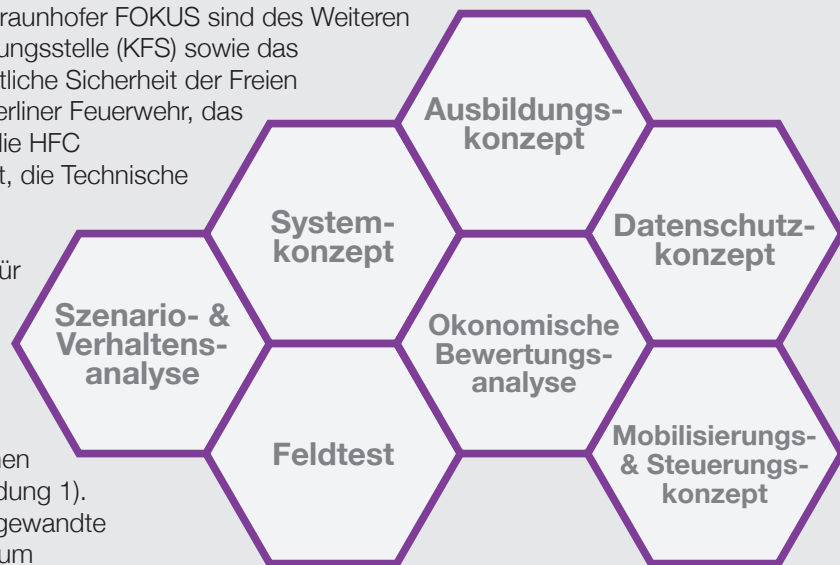 raunhofer FOKUS sind des Weiteren
ungsstelle (KFS) sowie das
tliche Sicherheit der Freien
erliner Feuerwehr, das
die HFC
t, die Technische
ür
nen
dung 1).
gewandte
um
Ausbildungs-
konzept
System-
konzept
Datenschutz-
konzept
Szenario- &
Verhaltens-
analyse
Okonomische
Bewertungs-
analyse
Feldtest
Mobilisierungs-
& Steuerungs-
konzept